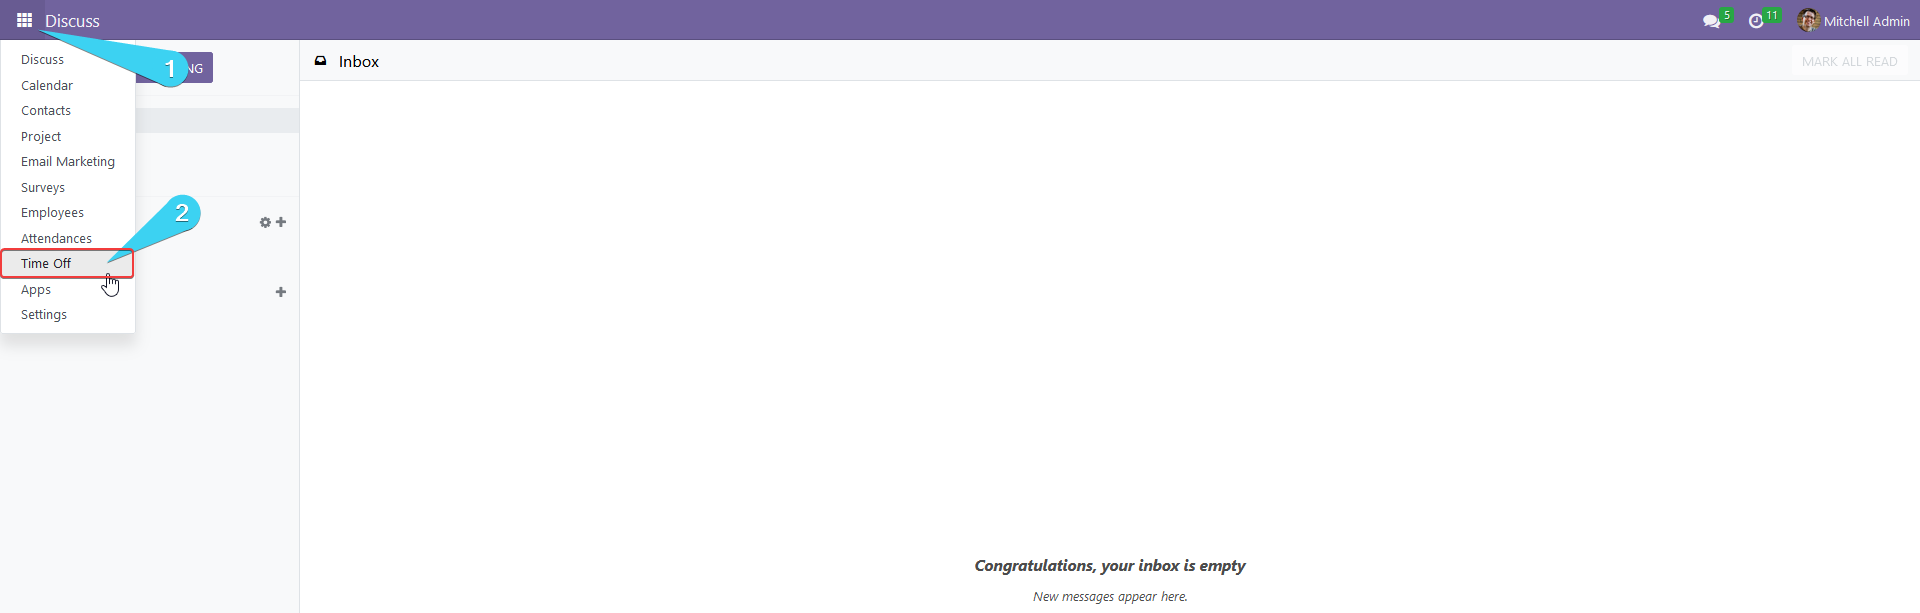 Discuss
5
11
Mitchell Admin
1
NG
Inbox
MARK ALL READ
Discuss
Calendar
Contacts
Project
Email Marketing
Surveys
Employees
2
Attendances
Time Off
Apps
Settings
Congratulations, your inbox is empty
New messages appear here.